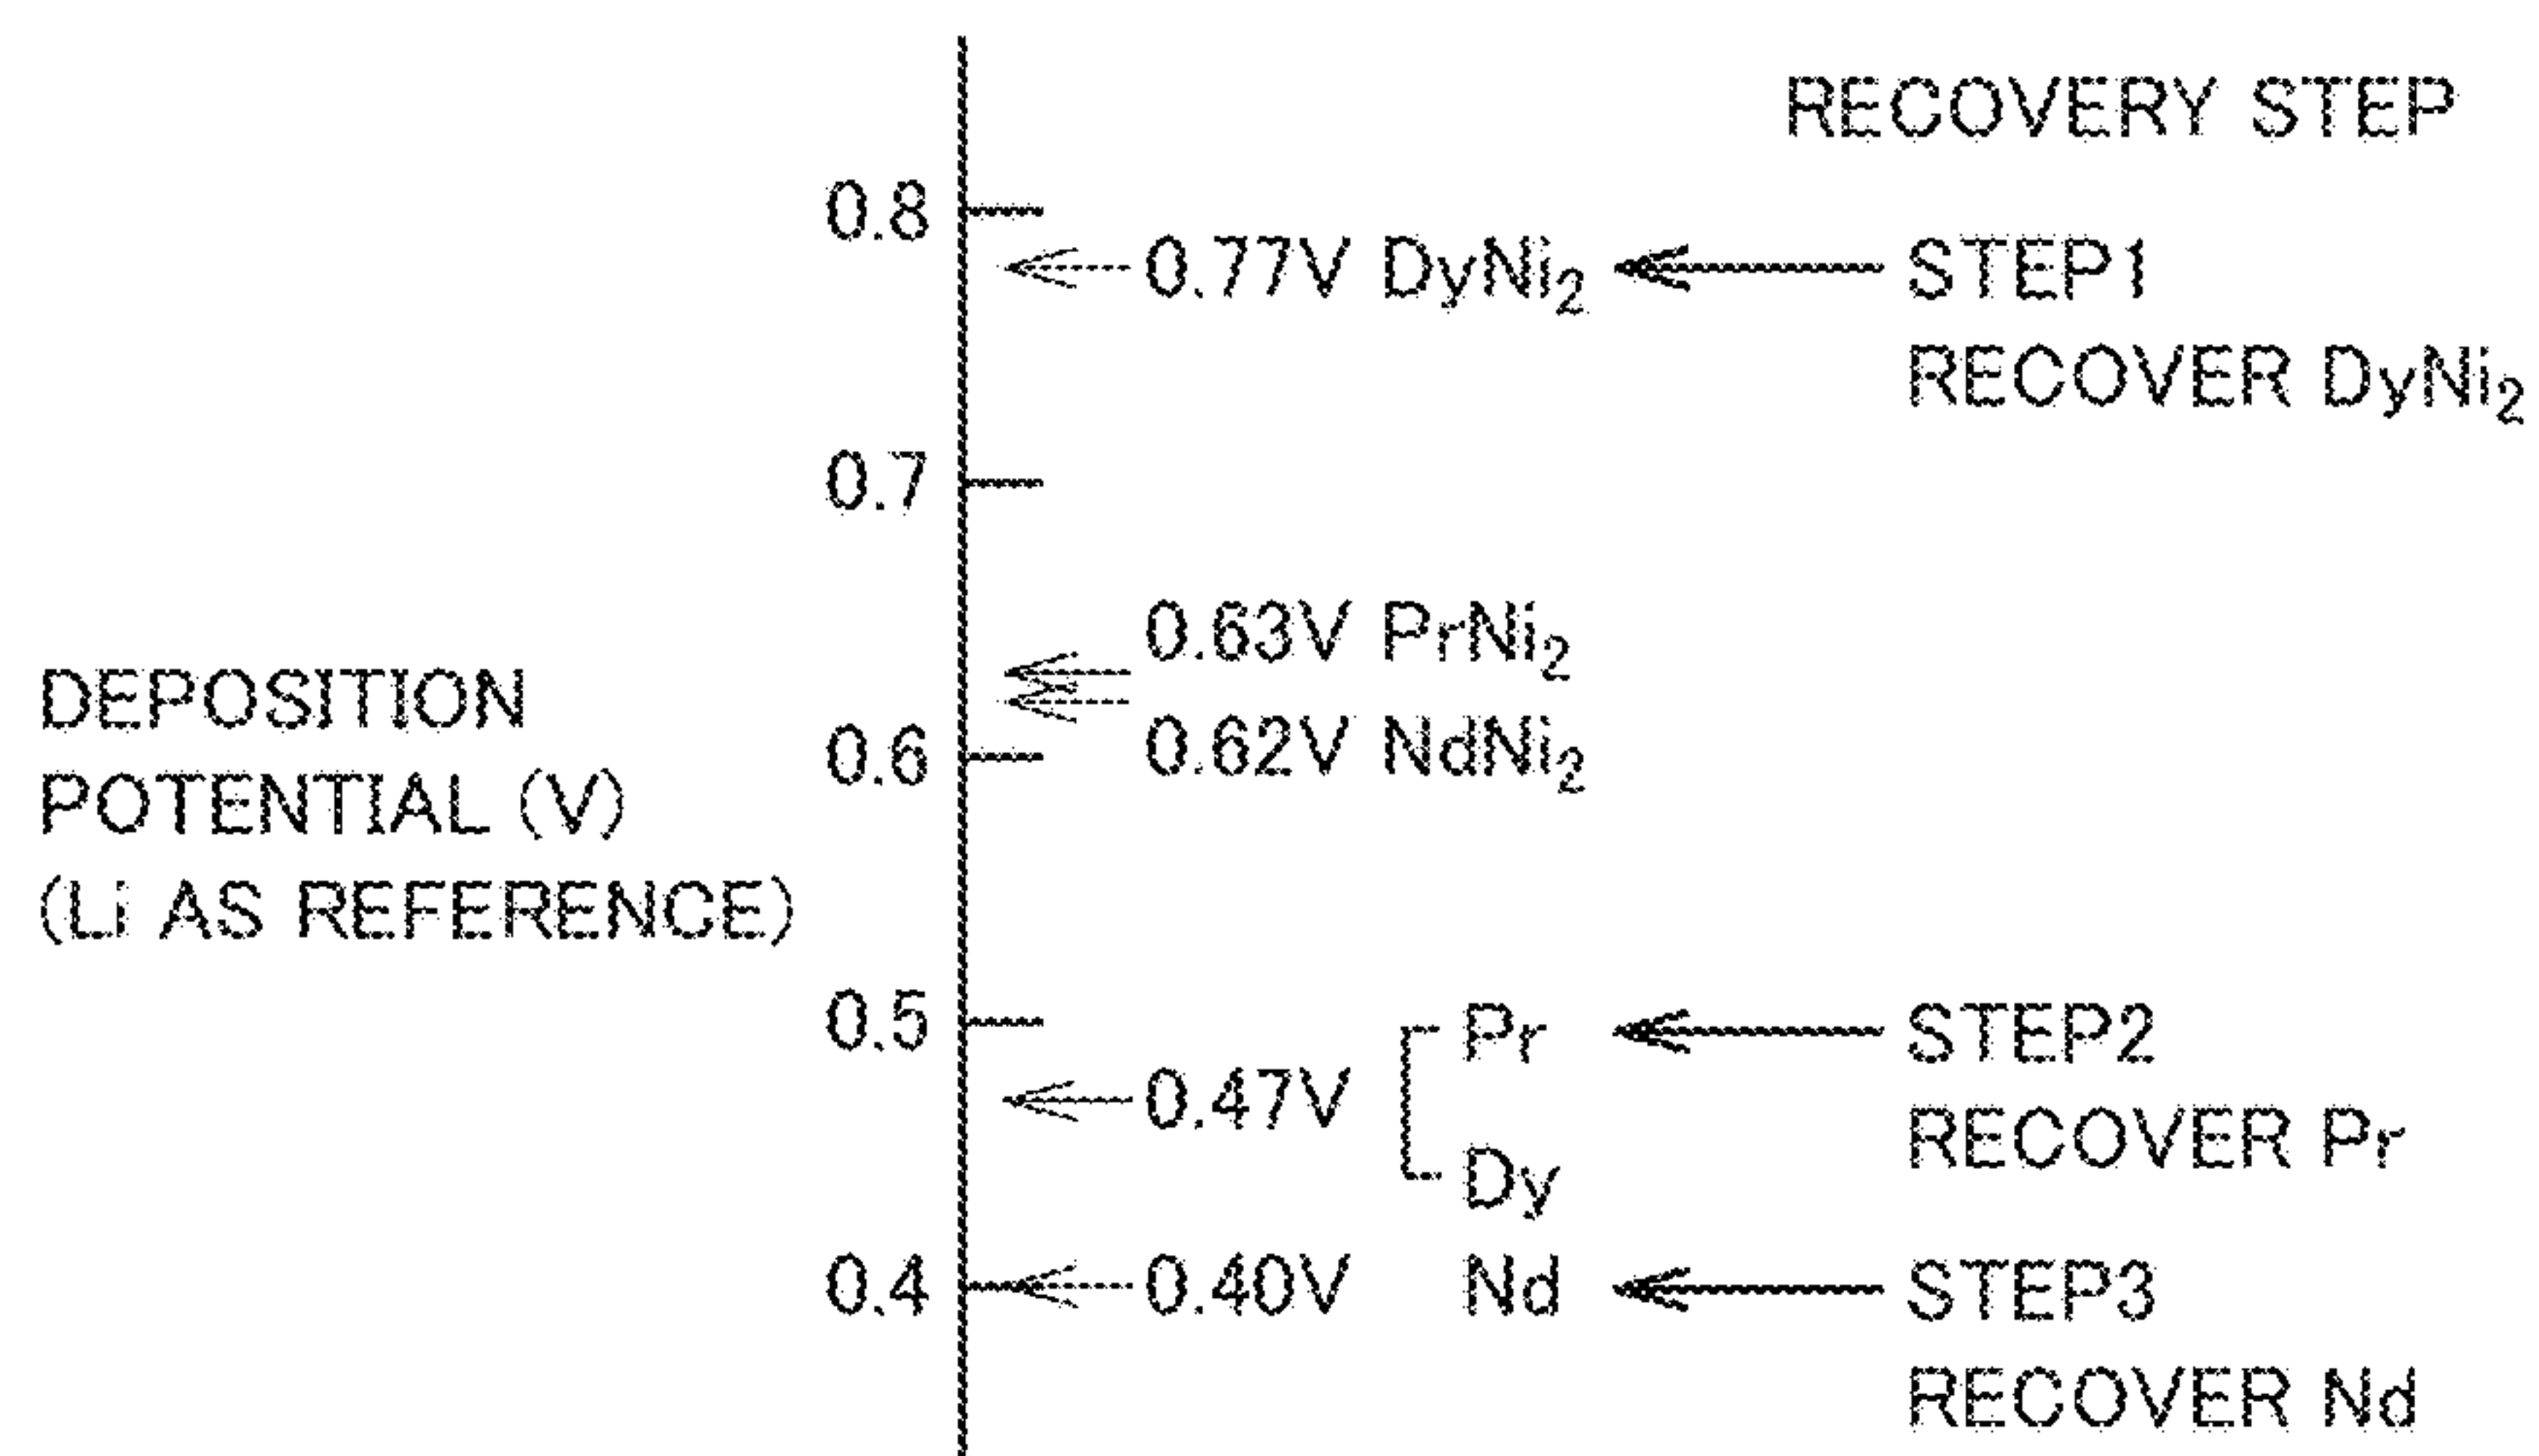 RECOVERY STEP
0.8
0.77V DyNi₂
STEP1
RECOVER DyNi₂
0.7
0.63V PrNi₂
0.62V NdNi₂
0.6
DEPOSITION
POTENTIAL (V)
(Li AS REFERENCE)
0.5
Pr
STEP2
0.47V
RECOVER Pr
Dy
0.4
0.40V Nd
STEP3
RECOVER Nd